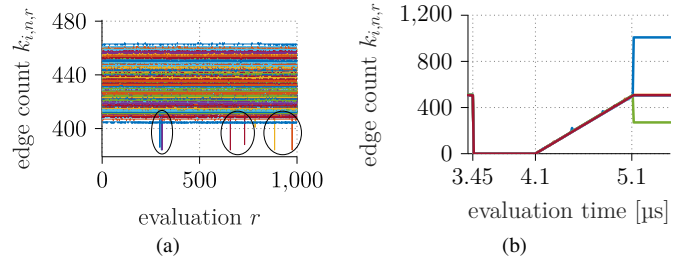 edge count k_{i,n,r}
480
440
400
0
500
1,000
evaluation r
(a)
edge count k_{i,n,r}
1,200
800
400
0
3.45
4.1
5.1
evaluation time [µs]
(b)